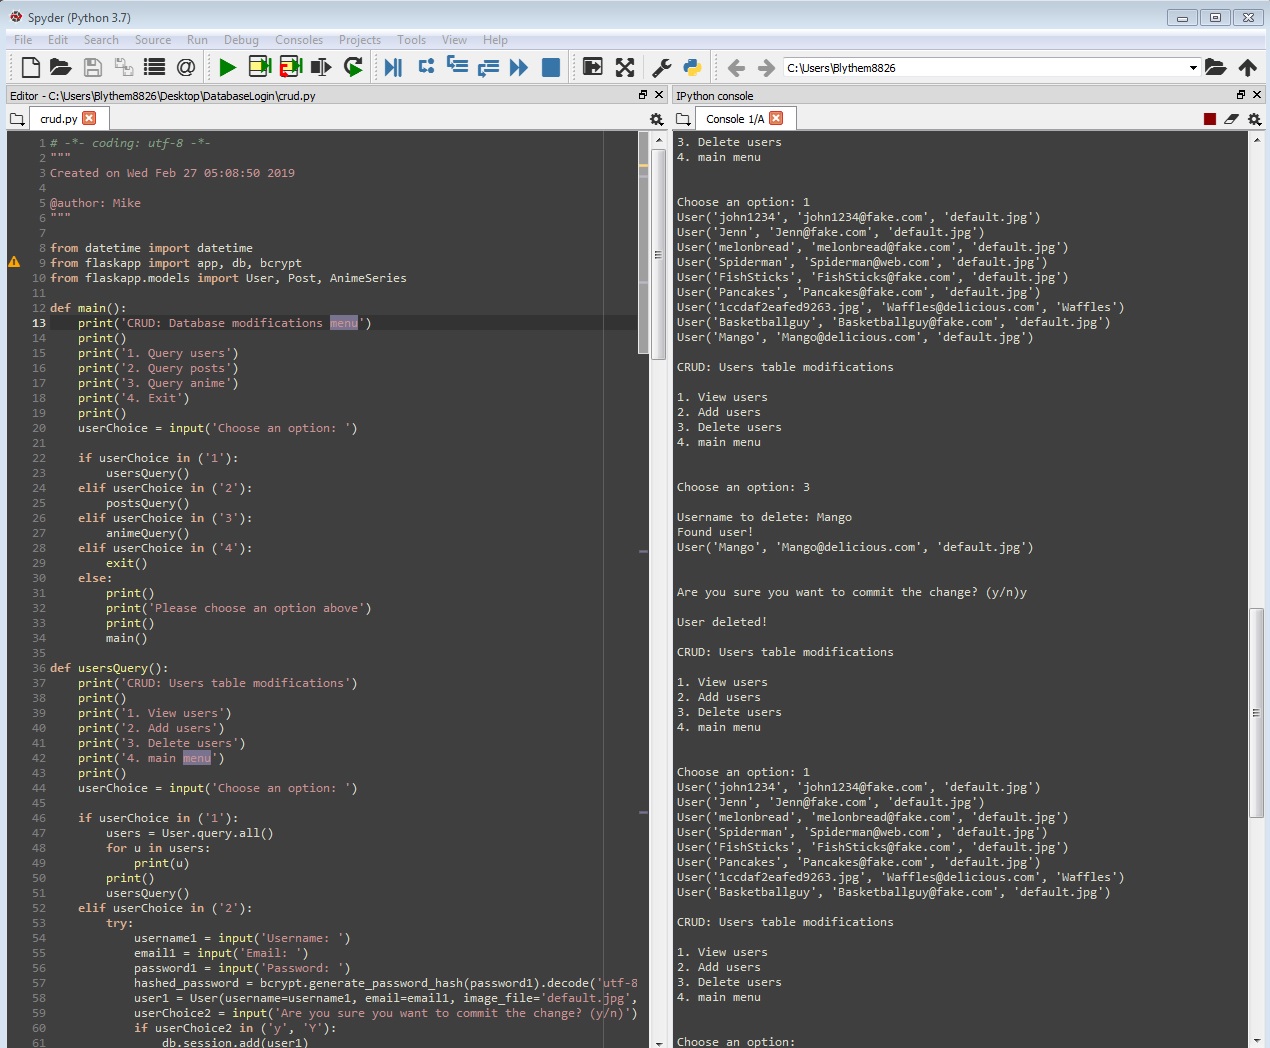 Spyder (Python 3.7)
File Edit Search Source Run Debug Consoles Projects Tools View Help
C:\Users\Blythem8826
Editor - C:\Users\Blythem8826\Desktop\DatabaseLogin\crud.py
crud.py
1 # -*- coding: utf-8 -*-
2 """
3 Created on Wed Feb 27 05:08:50 2019
4
5 @author: Mike
6 """
7
8 from datetime import datetime
9 from flaskapp import app, db, bcrypt
10 from flaskapp.models import User, Post, AnimeSeries
11
12 def main():
13     print('CRUD: Database modifications menu')
14     print()
15     print('1. Query users')
16     print('2. Query posts')
17     print('3. Query anime')
18     print('4. Exit')
19     print()
20     userChoice = input('Choose an option: ')
21
22     if userChoice in ('1'):
23         usersQuery()
24     elif userChoice in ('2'):
25         postsQuery()
26     elif userChoice in ('3'):
27         animeQuery()
28     elif userChoice in ('4'):
29         exit()
30     else:
31         print()
32         print('Please choose an option above')
33         print()
34         main()
35
36 def usersQuery():
37     print('CRUD: Users table modifications')
38     print()
39     print('1. View users')
40     print('2. Add users')
41     print('3. Delete users')
42     print('4. main menu')
43     print()
44     userChoice = input('Choose an option: ')
45
46     if userChoice in ('1'):
47         users = User.query.all()
48         for u in users:
49             print(u)
50         print()
51         usersQuery()
52     elif userChoice in ('2'):
53         try:
54             username1 = input('Username: ')
55             email1 = input('Email: ')
56             password1 = input('Password: ')
57             hashed_password = bcrypt.generate_password_hash(password1).decode('utf-8
58             user1 = User(username=username1, email=email1, image_file='default.jpg',
59             userChoice2 = input('Are you sure you want to commit the change? (y/n)')
60             if userChoice2 in ('y', 'Y'):
61                 db.session.add(user1)
IPython console
Console 1/A
3. Delete users
4. main menu
Choose an option: 1
User('john1234', 'john1234@fake.com', 'default.jpg')
User('Jenn', 'Jenn@fake.com', 'default.jpg')
User('melonbread', 'melonbread@fake.com', 'default.jpg')
User('Spiderman', 'Spiderman@web.com', 'default.jpg')
User('FishSticks', 'FishSticks@fake.com', 'default.jpg')
User('Pancakes', 'Pancakes@fake.com', 'default.jpg')
User('1ccdaf2eafed9263.jpg', 'Waffles@delicious.com', 'Waffles')
User('Basketballguy', 'Basketballguy@fake.com', 'default.jpg')
User('Mango', 'Mango@delicious.com', 'default.jpg')
CRUD: Users table modifications
1. View users
2. Add users
3. Delete users
4. main menu
Choose an option: 3
Username to delete: Mango
Found user!
User('Mango', 'Mango@delicious.com', 'default.jpg')
Are you sure you want to commit the change? (y/n)y
User deleted!
CRUD: Users table modifications
1. View users
2. Add users
3. Delete users
4. main menu
Choose an option: 1
User('john1234', 'john1234@fake.com', 'default.jpg')
User('Jenn', 'Jenn@fake.com', 'default.jpg')
User('melonbread', 'melonbread@fake.com', 'default.jpg')
User('Spiderman', 'Spiderman@web.com', 'default.jpg')
User('FishSticks', 'FishSticks@fake.com', 'default.jpg')
User('Pancakes', 'Pancakes@fake.com', 'default.jpg')
User('1ccdaf2eafed9263.jpg', 'Waffles@delicious.com', 'Waffles')
User('Basketballguy', 'Basketballguy@fake.com', 'default.jpg')
CRUD: Users table modifications
1. View users
2. Add users
3. Delete users
4. main menu
Choose an option: